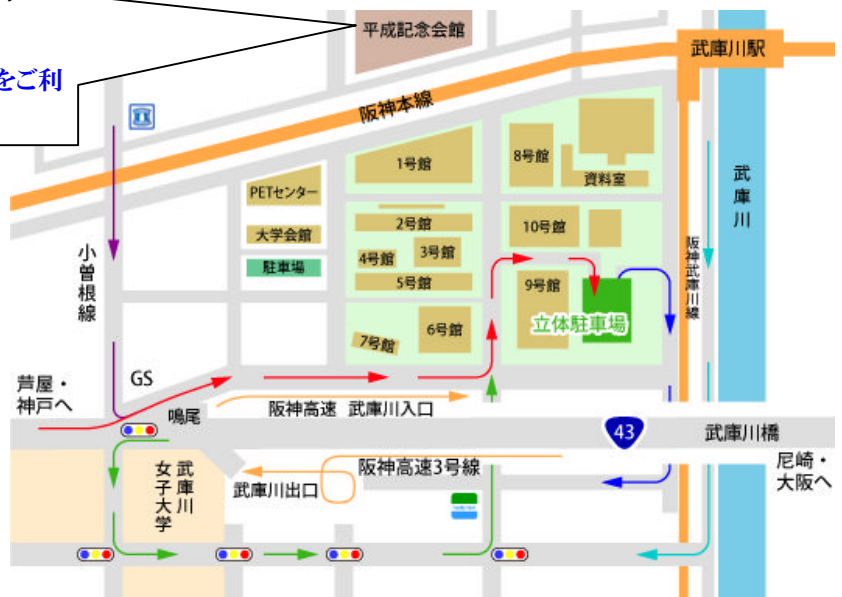 平成記念会館
武庫川駅
をご利
阪神本線
1号館
8号館
資料室
PETセンター
武庫川
2号館
10号館
大学会館
小曽根線
4号館
3号館
阪神武庫川線
駐車場
5号館
9号館
立体駐車場
6号館
7号館
GS
芦屋・
神戸へ
鳴尾
阪神高速 武庫川入口
43
武庫川橋
武庫川
女子大学
阪神高速3号線
尼崎・
大阪へ
武庫川出口